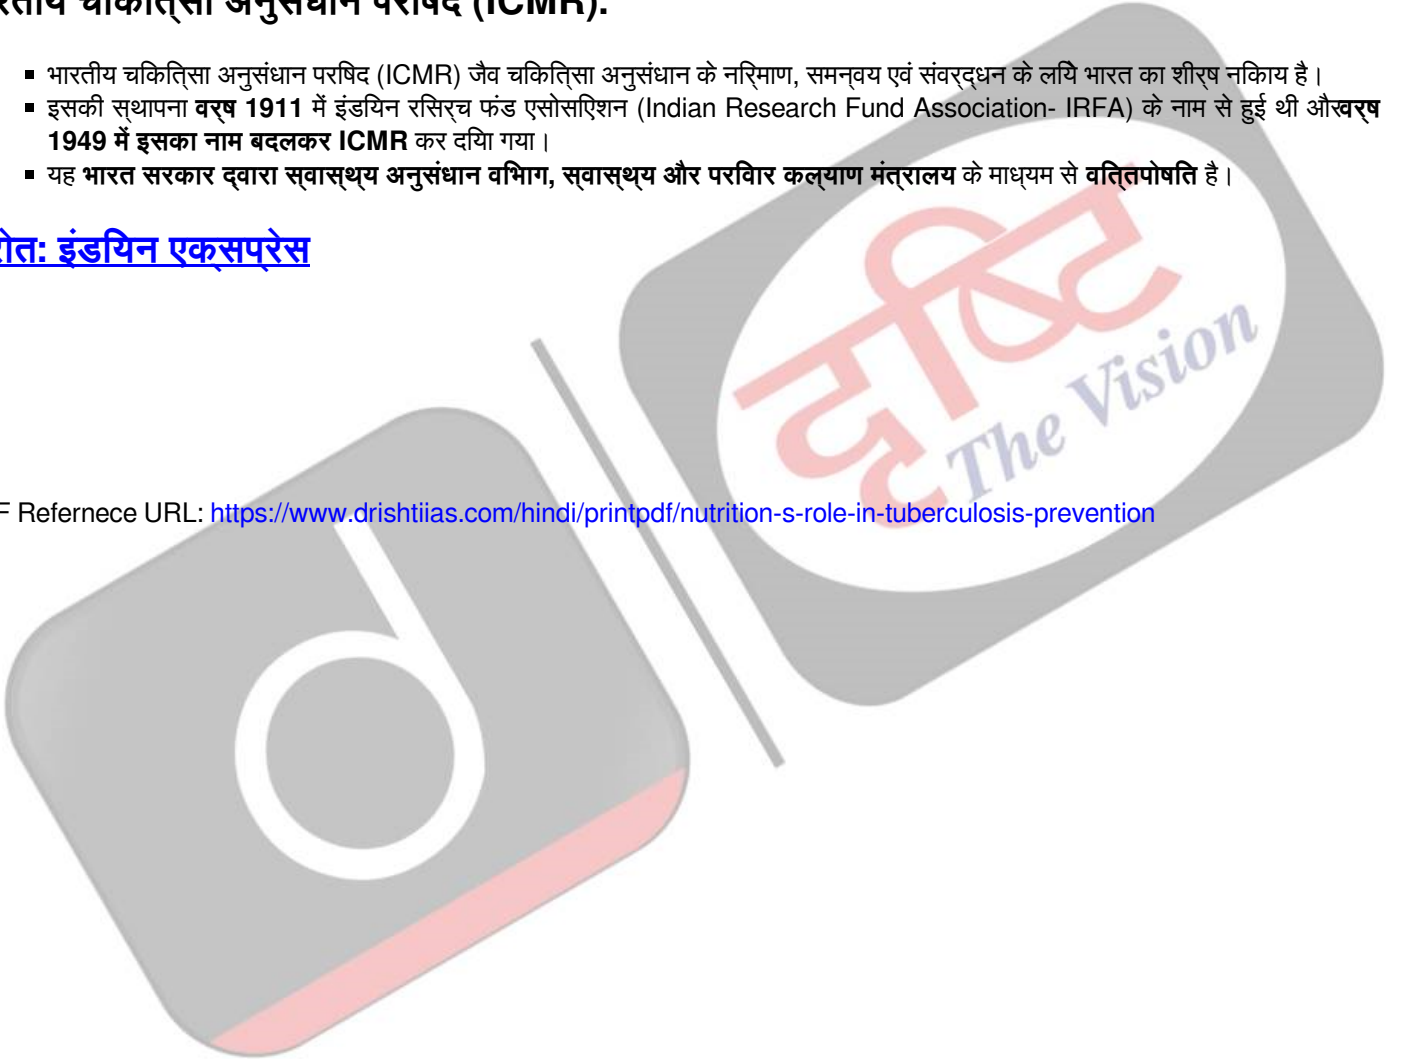 रतीय चिकित्सा अनुसंधान परिषद (ICMR):
भारतीय चिकित्सा अनुसंधान परिषद (ICMR) जैव चिकित्सा अनुसंधान के निर्माण, समन्वय एवं संवर्द्धन के लिये भारत का शीर्ष निकाय है।
इसकी स्थापना वर्ष 1911 में इंडियन रिसर्च फंड एसोसिएशन (Indian Research Fund Association- IRFA) के नाम से हुई थी और वर्ष
1949 में इसका नाम बदलकर ICMR कर दिया गया।
यह भारत सरकार द्वारा स्वास्थ्य अनुसंधान विभाग, स्वास्थ्य और परिवार कल्याण मंत्रालय के माध्यम से वित्तपोषित है।
रोत: इंडियन एक्सप्रेस
दृष्टि
The Vision
F Refernece URL: https://www.drishtiias.com/hindi/printpdf/nutrition-s-role-in-tuberculosis-prevention
d